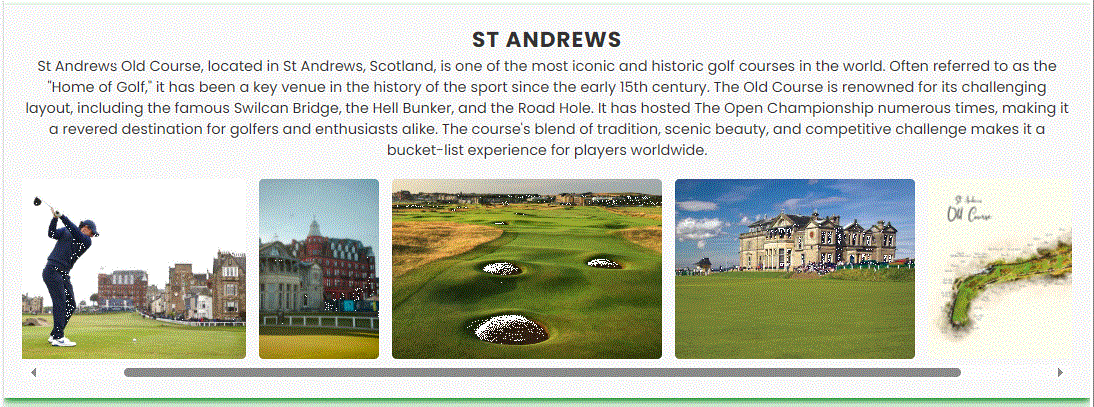 ST ANDREWS
St Andrews Old Course, located in St Andrews, Scotland, is one of the most iconic and historic golf courses in the world. Often referred to as the
"Home of Golf," it has been a key venue in the history of the sport since the early 15th century. The Old Course is renowned for its challenging
layout, including the famous Swilcan Bridge, the Hell Bunker, and the Road Hole. It has hosted The Open Championship numerous times, making it
a revered destination for golfers and enthusiasts alike. The course's blend of tradition, scenic beauty, and competitive challenge makes it a
bucket-list experience for players worldwide.
St Andrews
Old Course